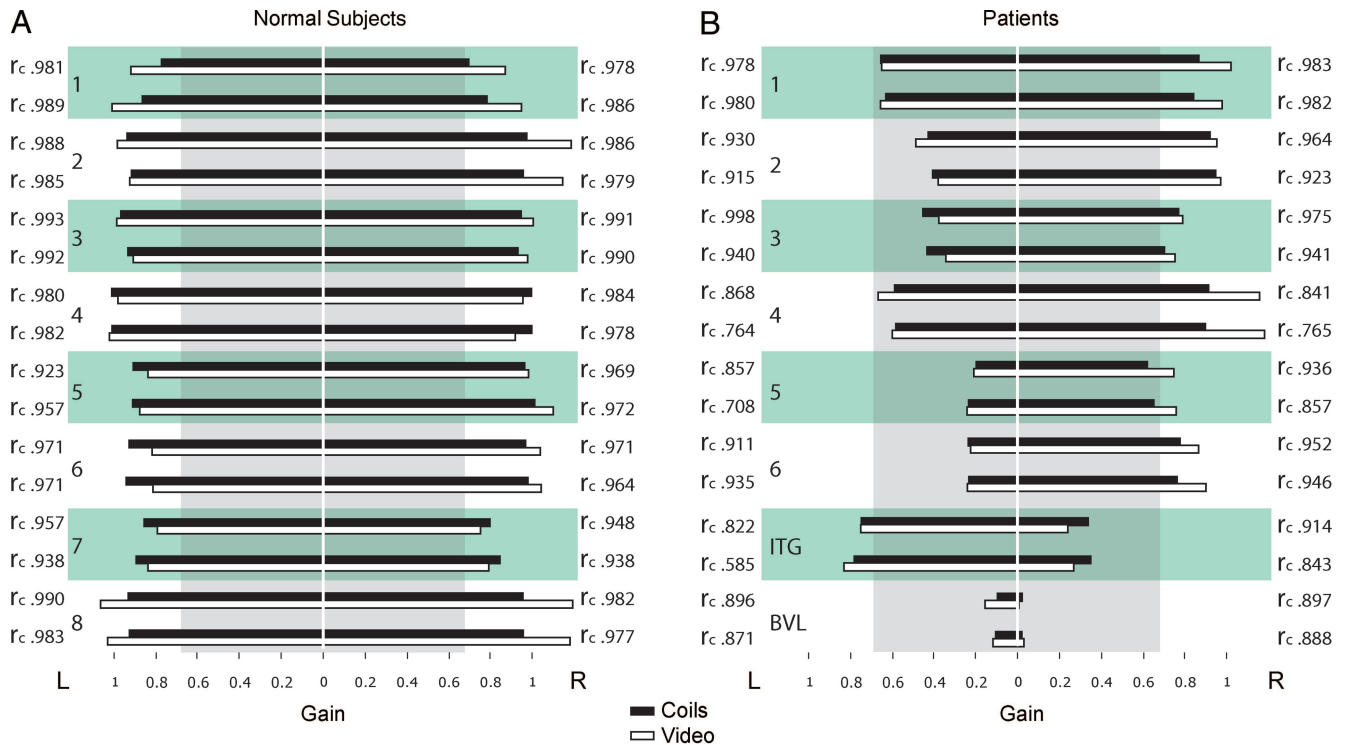 A
Normal Subjects
rc .981
rc .978
1
rc .989
rc .986
rc .988
rc .986
2
rc .985
rc .979
rc .993
rc .991
3
rc .992
rc .990
rc .980
rc .984
4
rc .982
rc .978
rc .923
rc .969
5
rc .957
rc .972
rc .971
rc .971
6
rc .971
rc .964
rc .957
rc .948
7
rc .938
rc .938
rc .990
rc .982
8
rc .983
rc .977
L 1 0.8 0.6 0.4 0.2 0 0.2 0.4 0.6 0.8 1 R
Gain
B
Patients
rc .978
rc .983
1
rc .980
rc .982
rc .930
rc .964
2
rc .915
rc .923
rc .998
rc .975
3
rc .940
rc .941
rc .868
rc .841
4
rc .764
rc .765
rc .857
rc .936
5
rc .708
rc .857
rc .911
rc .952
6
rc .935
rc .946
rc .822
rc .914
ITG
rc .585
rc .843
rc .896
rc .897
BVL
rc .871
rc .888
L 1 0.8 0.6 0.4 0.2 0 0.2 0.4 0.6 0.8 1 R
Gain
Coils
Video